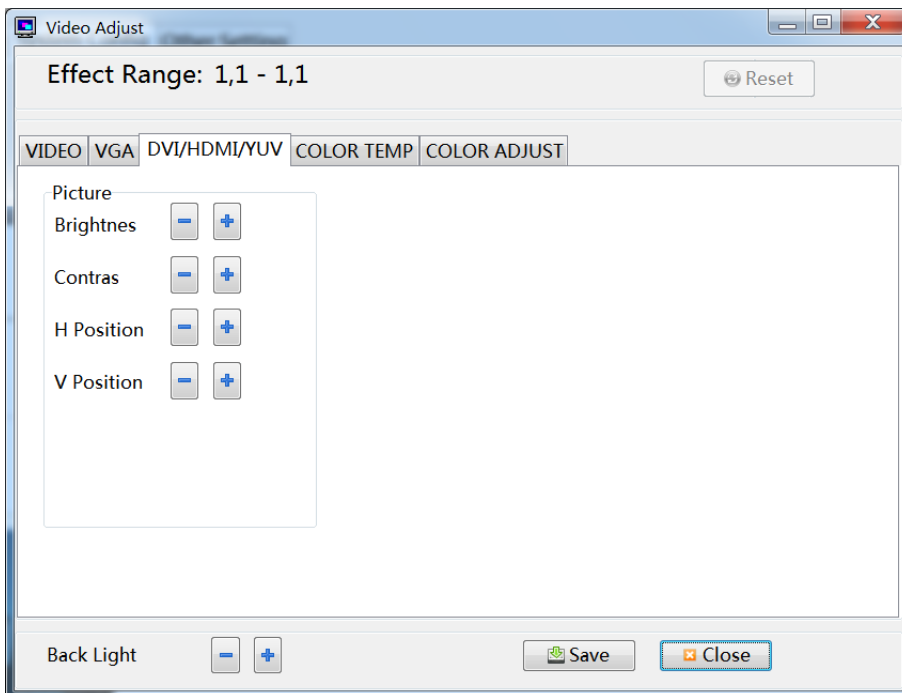 Video Adjust
Effect Range: 1,1 - 1,1
Reset
VIDEO VGA DVI/HDMI/YUV COLOR TEMP COLOR ADJUST
Picture
Brightnes
Contras
H Position
V Position
Back Light
Save
Close